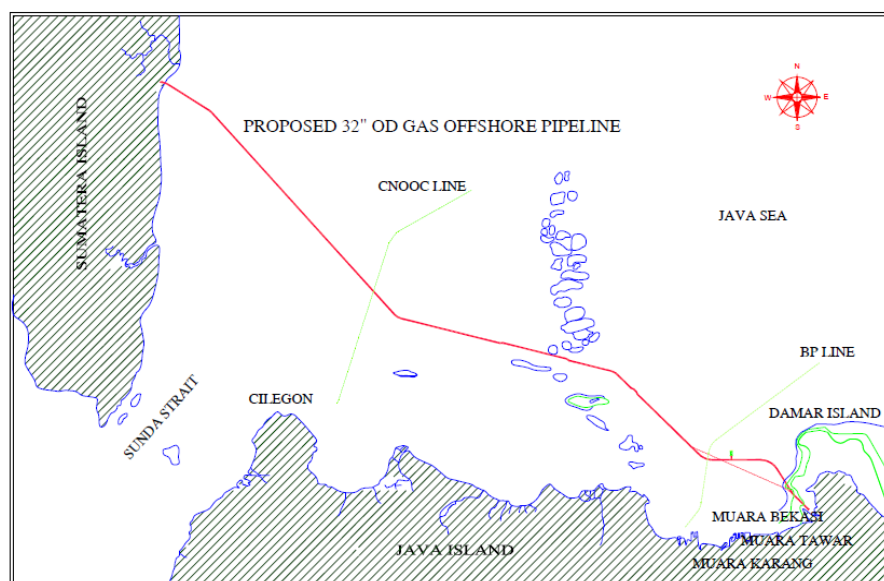 N
W E
S
PROPOSED 32" OD GAS OFFSHORE PIPELINE
SUMATERA ISLAND
CNOOC LINE
JAVA SEA
BP LINE
SUNDA STRAIT
CILEGON
DAMAR ISLAND
MUARA BEKASI
MUARA TAWAR
JAVA ISLAND
MUARA KARANG